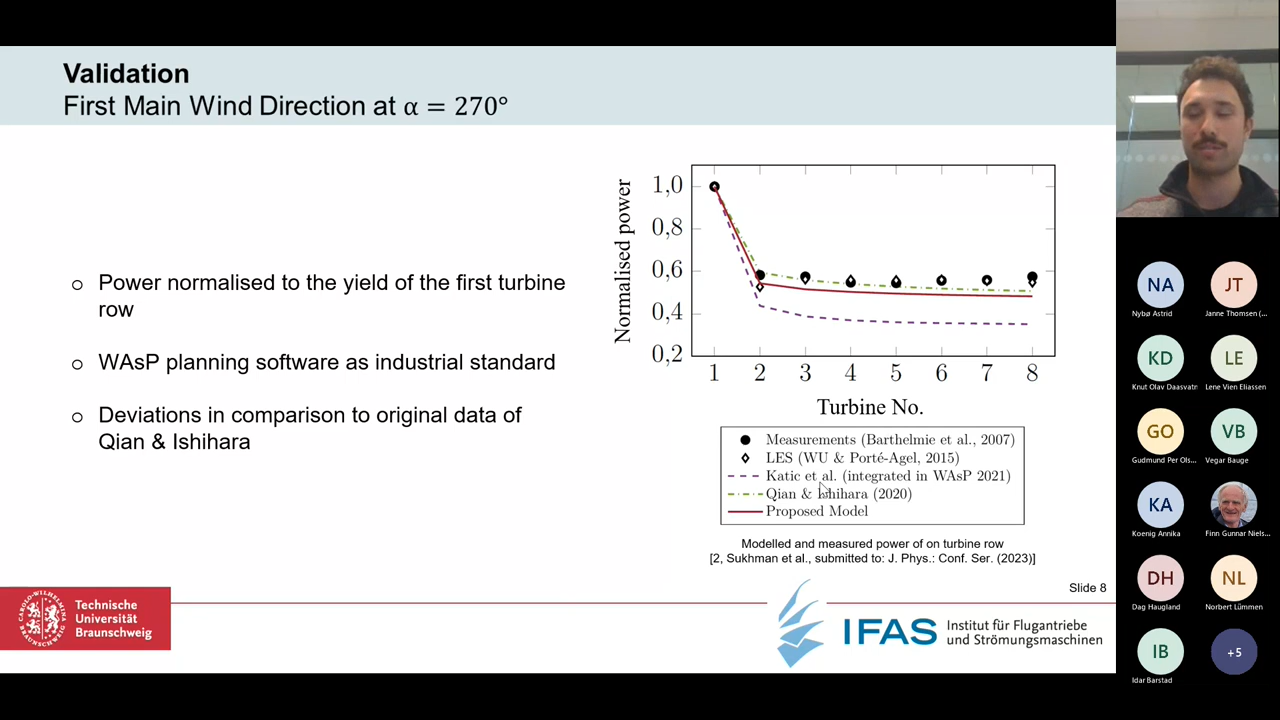 Validation
First Main Wind Direction at α = 270°
o Power normalised to the yield of the first turbine
row
o WAsP planning software as industrial standard
o Deviations in comparison to original data of
Qian & Ishihara
Normalised power
1,0
0,8
0,6
0,4
0,2
1 2 3 4 5 6 7 8
Turbine No.
Measurements (Barthelmie et al., 2007)
LES (WU & Porté-Agel, 2015)
Katic et al. (integrated in WAsP 2021)
Qian & Ishihara (2020)
Proposed Model
Modelled and measured power of on turbine row
[2, Sukhman et al., submitted to: J. Phys.: Conf. Ser. (2023)]
Slide 8
Technische
Universität
Braunschweig
IFAS
Institut für Flugantriebe
und Strömungsmaschinen
NA
JT
Nybø Astrid
Janne Thomsen (...
KD
LE
Knut Olav Daasvatn
Lene Vien Eliassen
GO
VB
Gudmund Per Ols...
Vegar Bauge
KA
Koenig Annika
Finn Gunnar Niels...
DH
NL
Dag Haugland
Norbert Lümmen
IB
+5
Idar Barstad